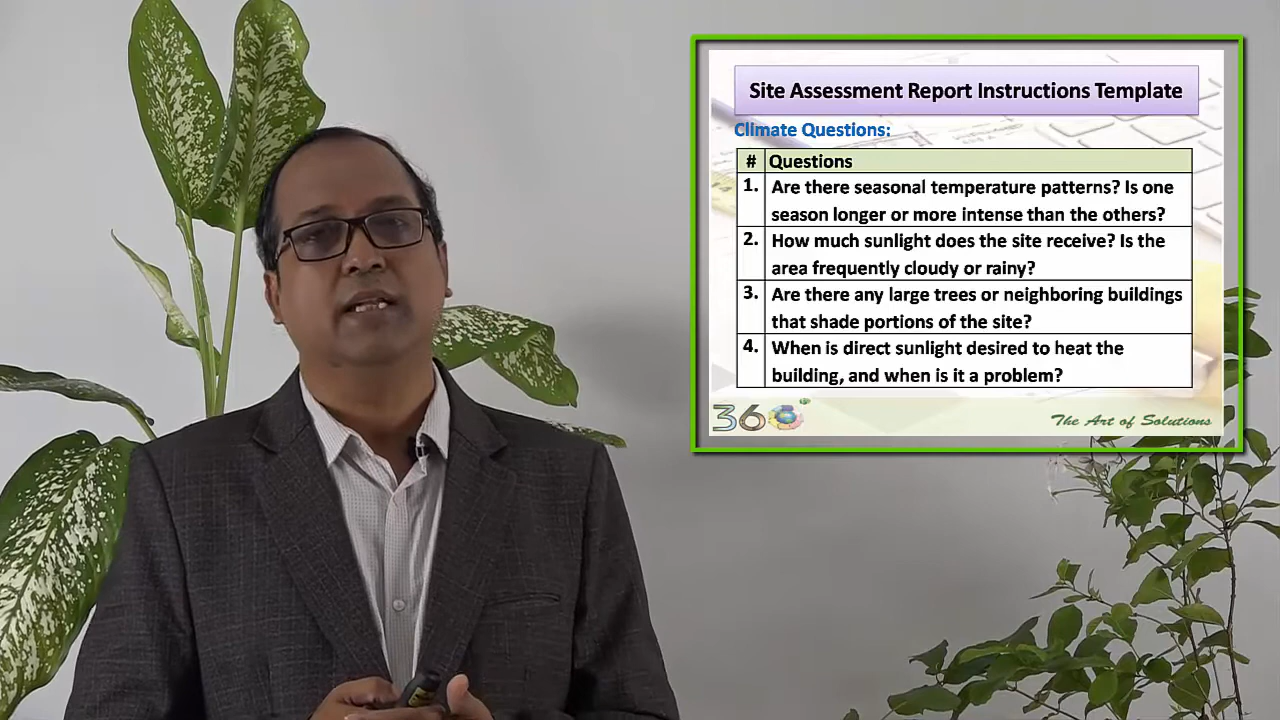 Site Assessment Report Instructions Template
Climate Questions:
# Questions
1. Are there seasonal temperature patterns? Is one
season longer or more intense than the others?
2. How much sunlight does the site receive? Is the
area frequently cloudy or rainy?
3. Are there any large trees or neighboring buildings
that shade portions of the site?
4. When is direct sunlight desired to heat the
building, and when is it a problem?
360
The Art of Solutions